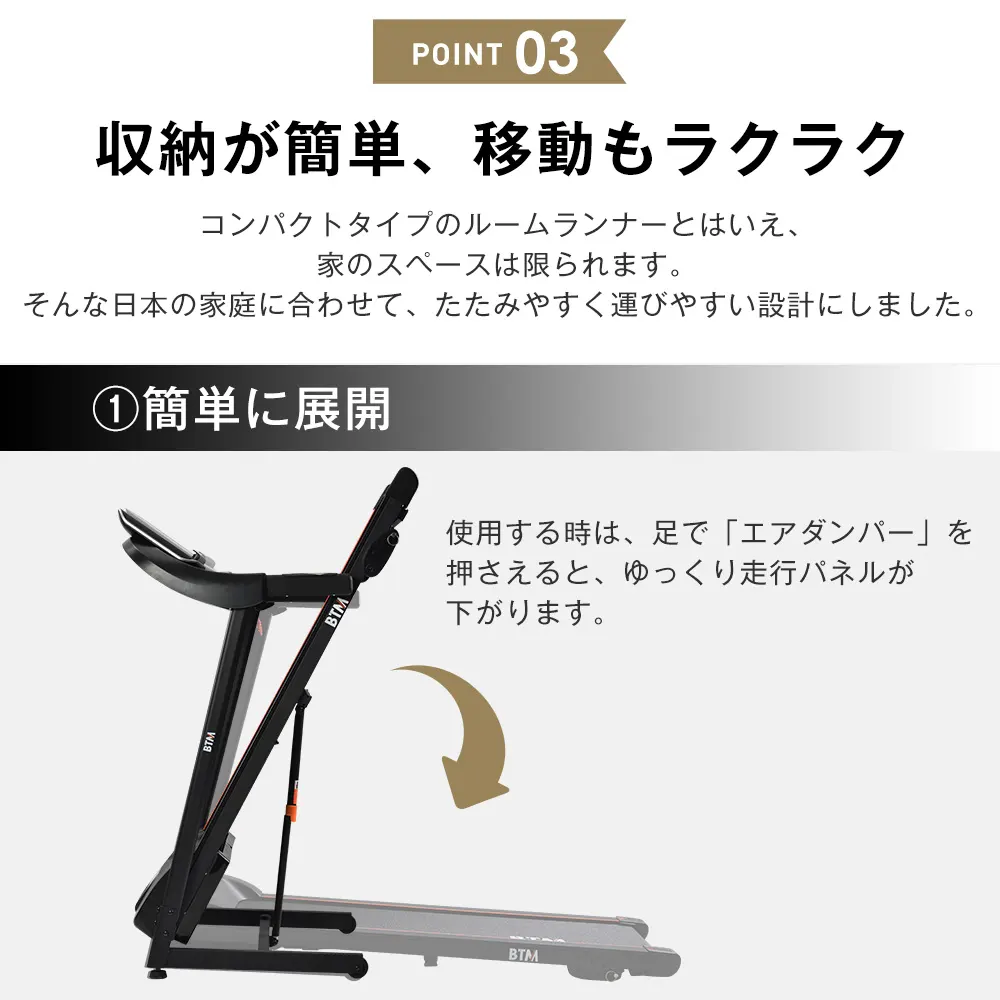 POINT 03
収納が簡単、移動もラクラク
コンパクトタイプのルームランナーとはいえ、
家のスペースは限られます。
そんな日本の家庭に合わせて、たたみやすく運びやすい設計にしました。
①簡単に展開
使用する時は、足で「エアダンパー」を
押さえると、ゆっくり走行パネルが
下がります。
BTM
BTM
BTM
BTM